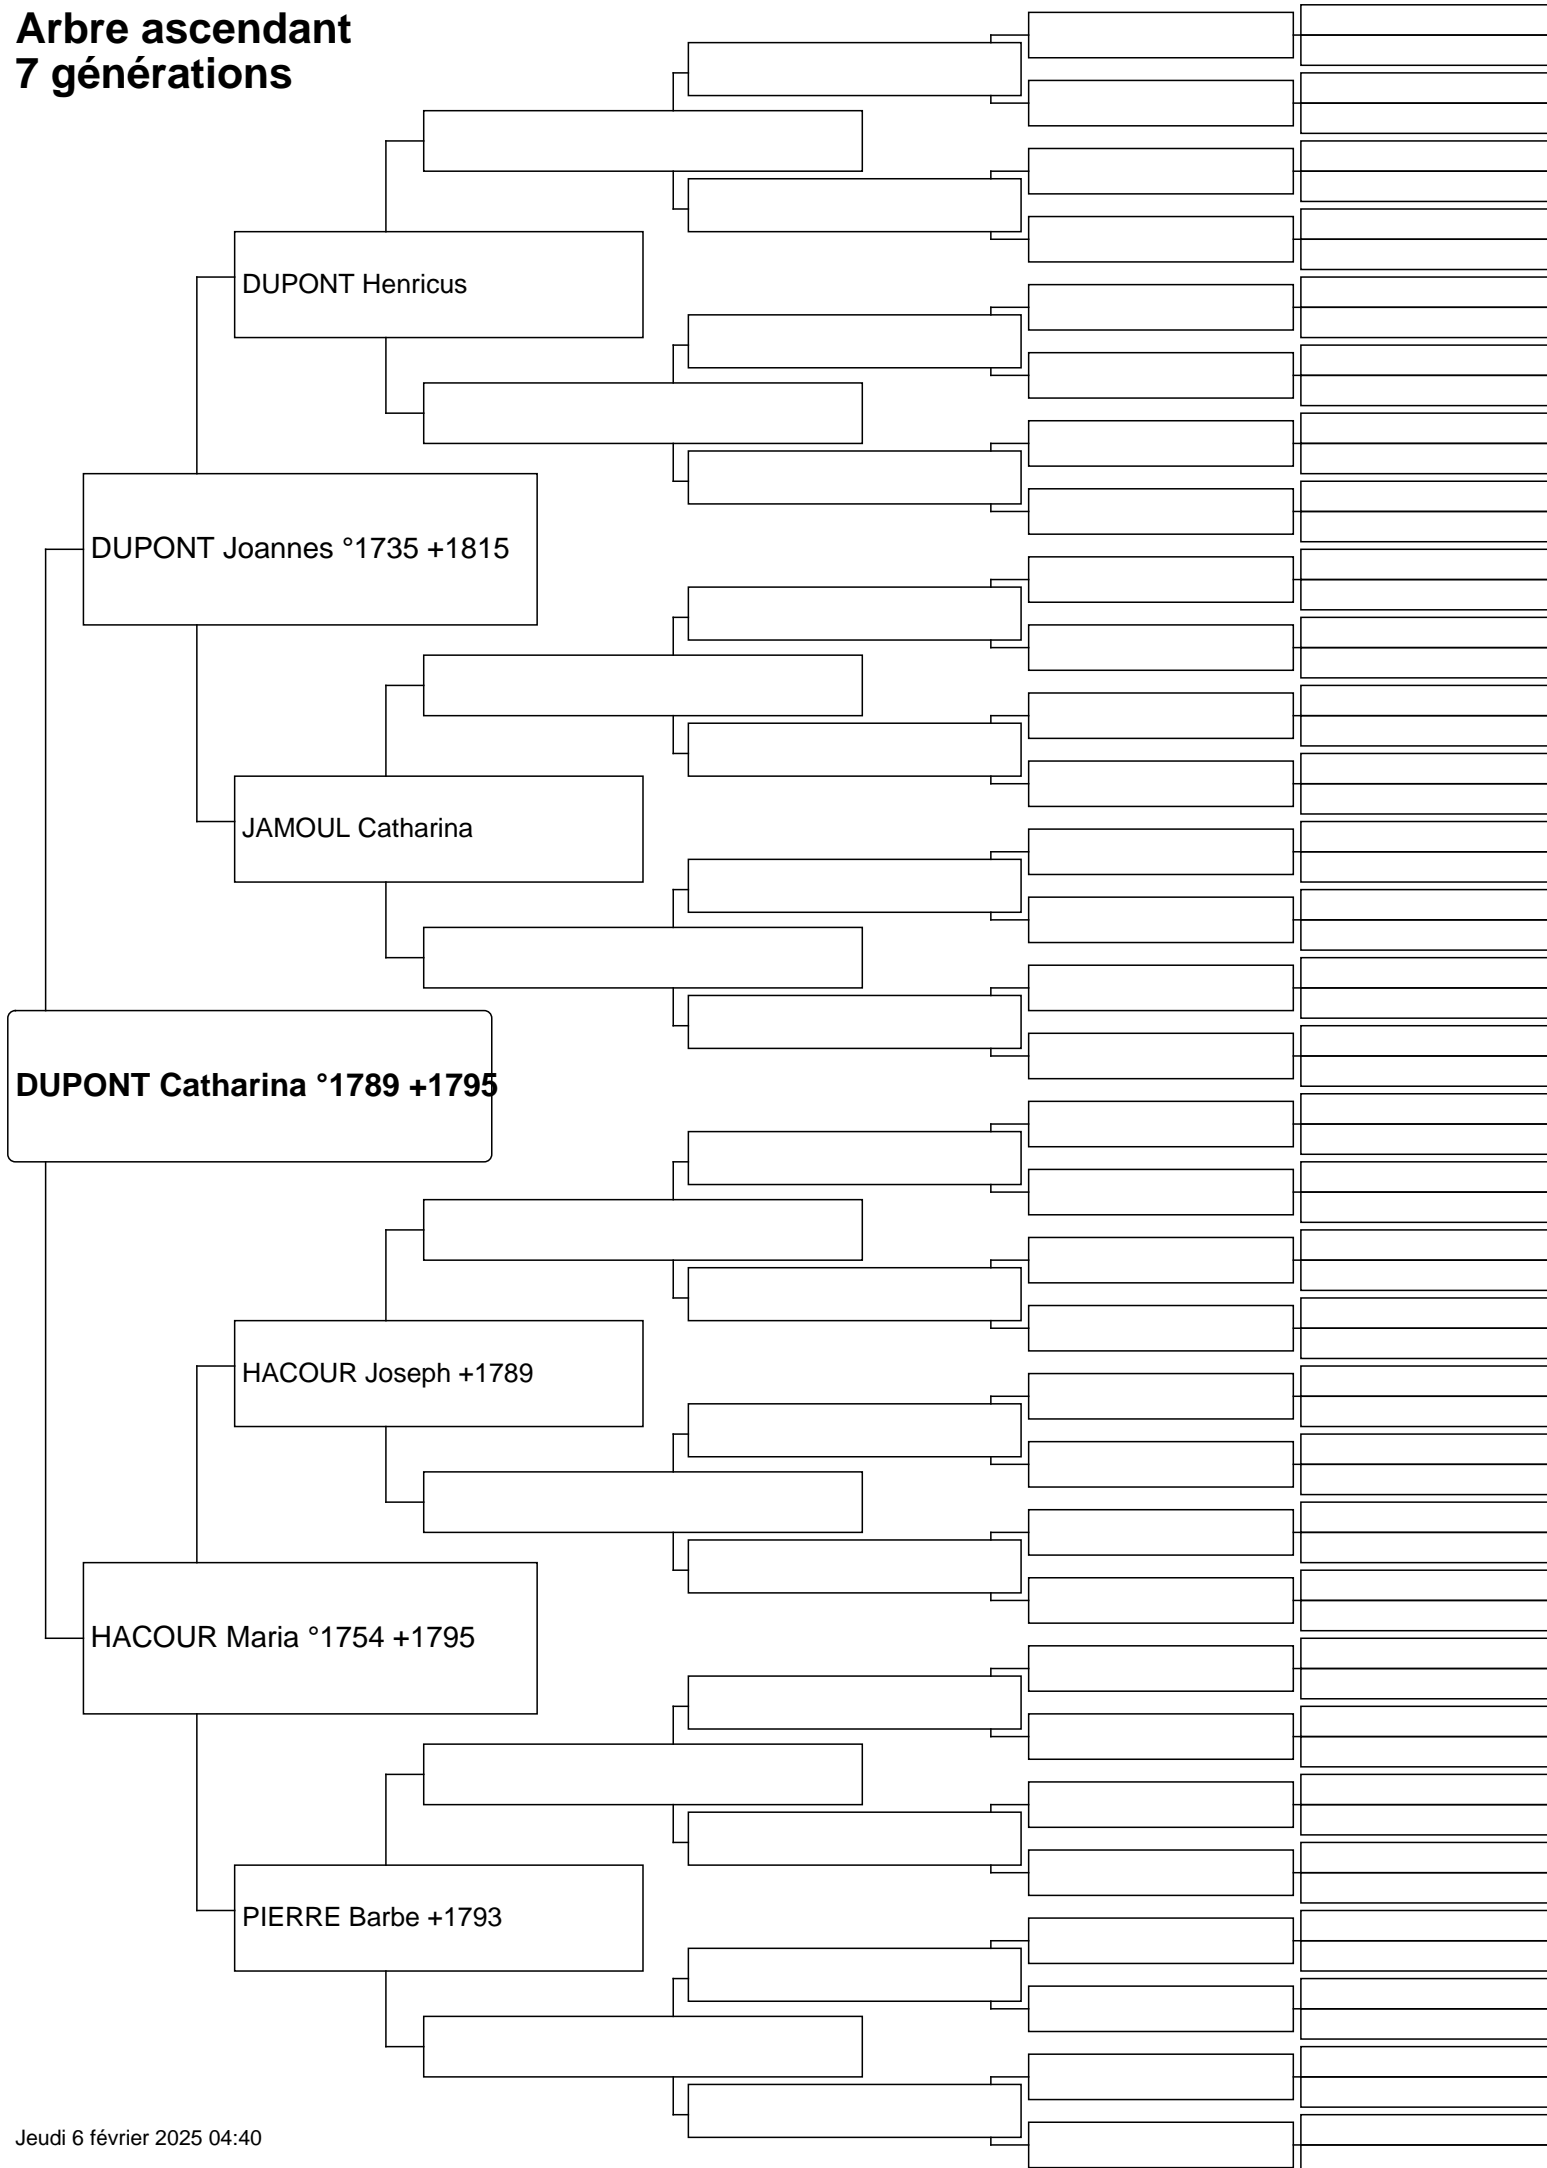 Arbre ascendant
7 générations
DUPONT Henricus
DUPONT Joannes °1735 +1815
JAMOUL Catharina
DUPONT Catharina °1789 +1795
HACOUR Joseph +1789
HACOUR Maria °1754 +1795
PIERRE Barbe +1793
Jeudi 6 février 2025 04:40